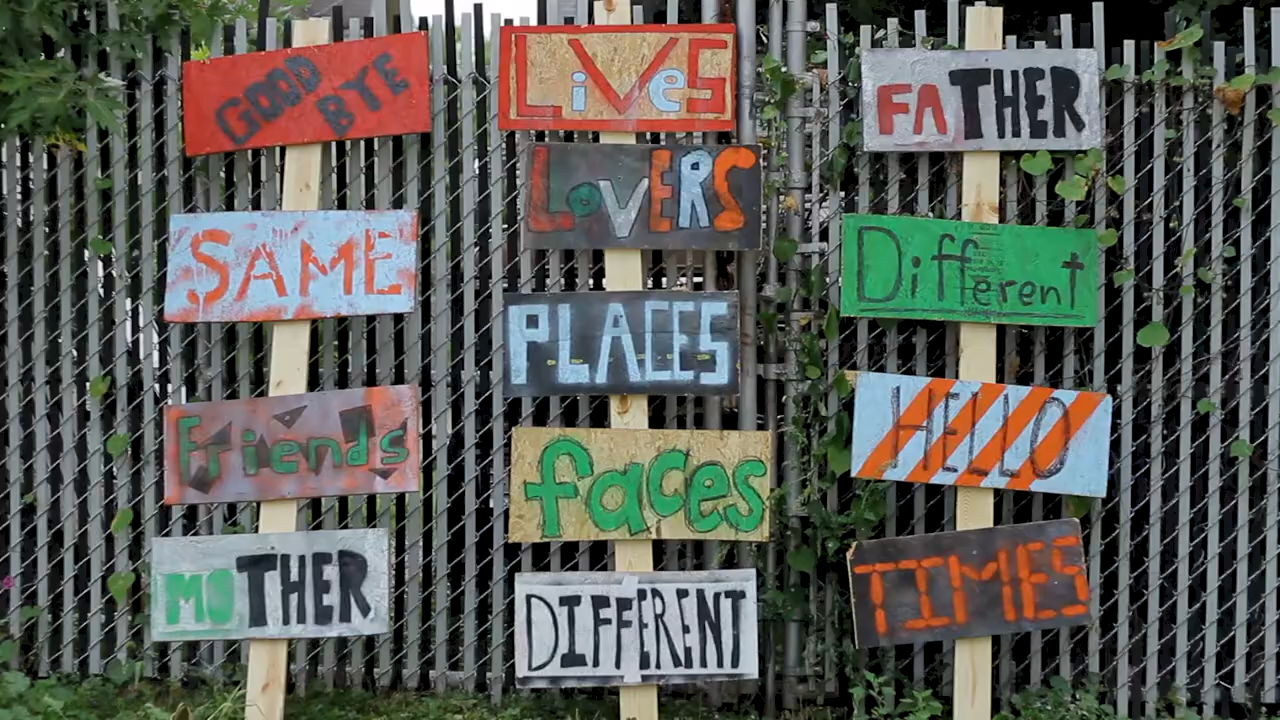 GOOD BYE
SAME
Friends
MOTHER
LiVeS
LoVERS
PLACES
faces
DIFFERENT
FATHER
Different
HELLO
TIMES